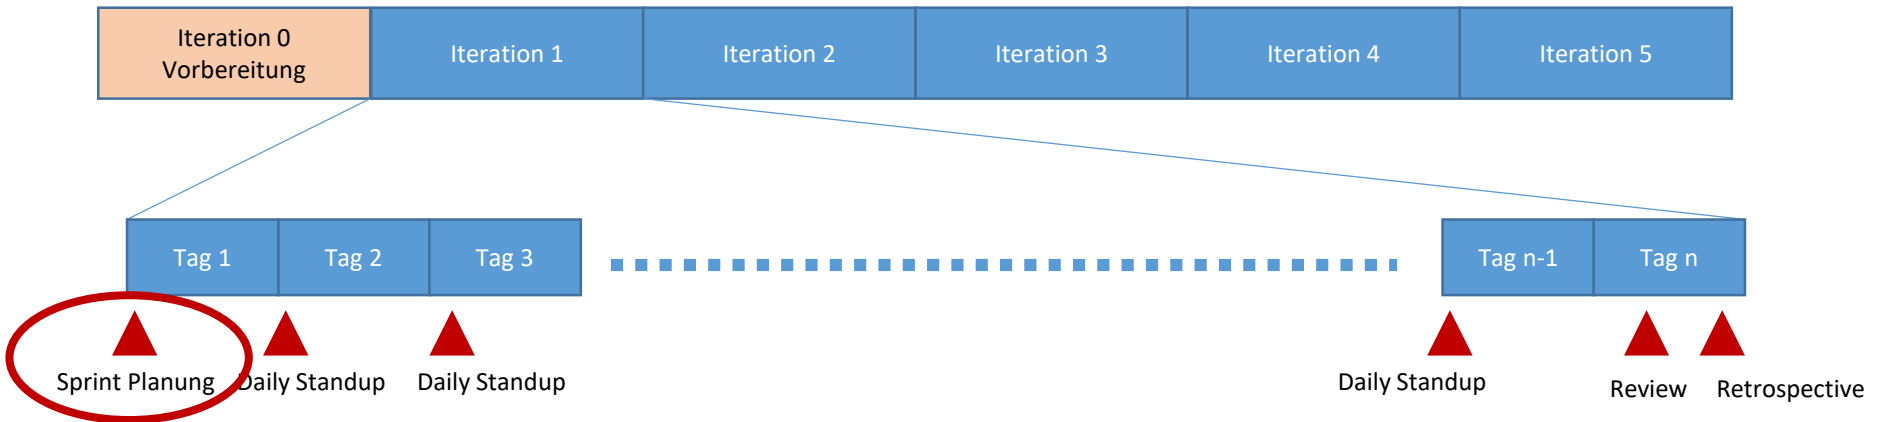 Iteration 0
Vorbereitung
Iteration 1
Iteration 2
Iteration 3
Iteration 4
Iteration 5
Tag 1
Tag 2
Tag 3
Tag n-1
Tag n
Sprint Planung
Daily Standup
Daily Standup
Daily Standup
Review
Retrospective